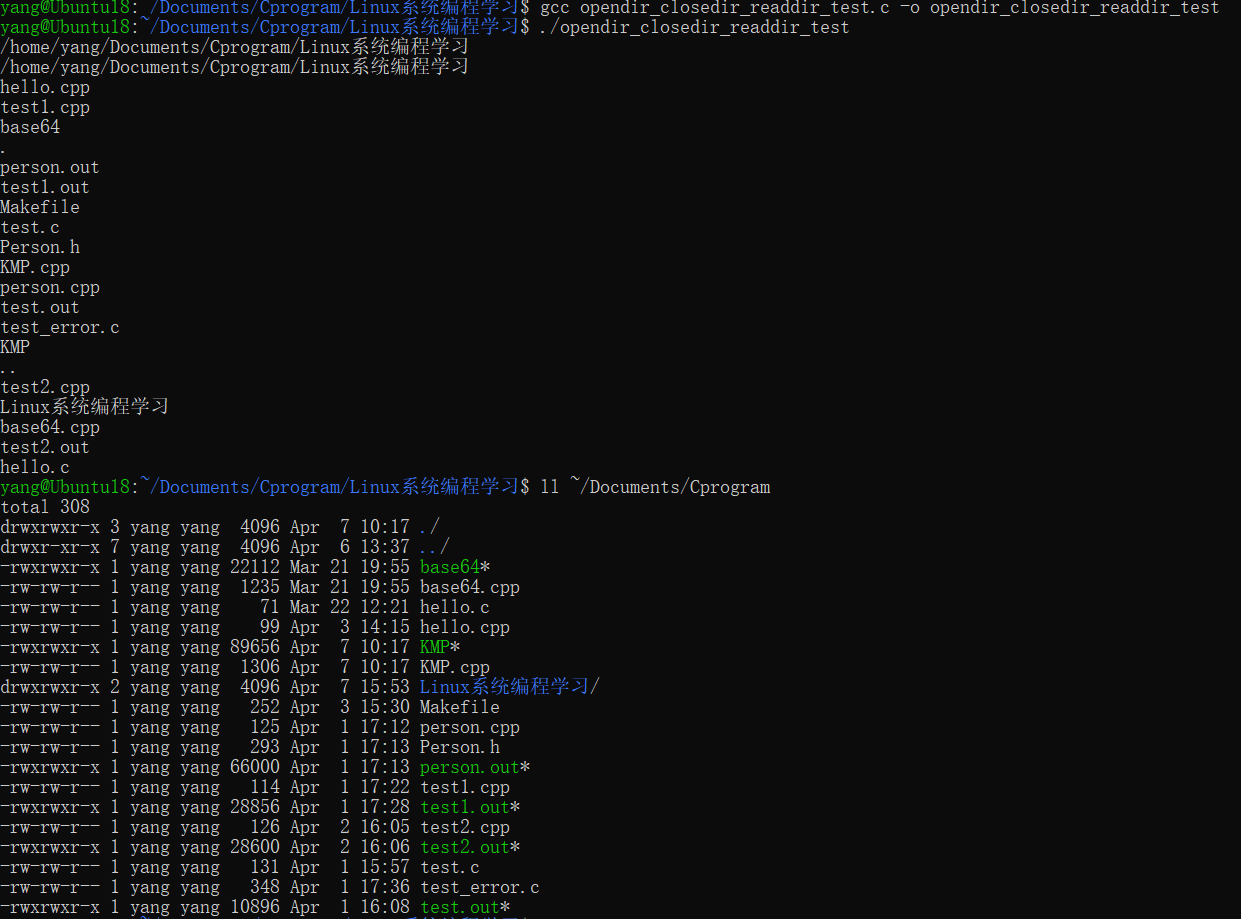 yang@Ubuntu18:~/Documents/Cprogram/Linux系统编程学习$ gcc opendir_closedir_readdir_test.c -o opendir_closedir_readdir_test
yang@Ubuntu18:~/Documents/Cprogram/Linux系统编程学习$ ./opendir_closedir_readdir_test
/home/yang/Documents/Cprogram/Linux系统编程学习
/home/yang/Documents/Cprogram/Linux系统编程学习
hello.cpp
test1.cpp
base64
.
person.out
test1.out
Makefile
test.c
Person.h
KMP.cpp
person.cpp
test.out
test_error.c
KMP
..
test2.cpp
Linux系统编程学习
base64.cpp
test2.out
hello.c
yang@Ubuntu18:~/Documents/Cprogram/Linux系统编程学习$ ll ~/Documents/Cprogram
total 308
drwxrwxr-x 3 yang yang  4096 Apr  7 10:17 ./
drwxr-xr-x 7 yang yang  4096 Apr  6 13:37 ../
-rwxrwxr-x 1 yang yang 22112 Mar 21 19:55 base64*
-rw-rw-r-- 1 yang yang  1235 Mar 21 19:55 base64.cpp
-rw-rw-r-- 1 yang yang    71 Mar 22 12:21 hello.c
-rw-rw-r-- 1 yang yang    99 Apr  3 14:15 hello.cpp
-rwxrwxr-x 1 yang yang 89656 Apr  7 10:17 KMP*
-rw-rw-r-- 1 yang yang  1306 Apr  7 10:17 KMP.cpp
drwxrwxr-x 2 yang yang  4096 Apr  7 15:53 Linux系统编程学习/
-rw-rw-r-- 1 yang yang   252 Apr  3 15:30 Makefile
-rw-rw-r-- 1 yang yang   125 Apr  1 17:12 person.cpp
-rw-rw-r-- 1 yang yang   293 Apr  1 17:13 Person.h
-rwxrwxr-x 1 yang yang 66000 Apr  1 17:13 person.out*
-rw-rw-r-- 1 yang yang   114 Apr  1 17:22 test1.cpp
-rwxrwxr-x 1 yang yang 28856 Apr  1 17:28 test1.out*
-rw-rw-r-- 1 yang yang   126 Apr  2 16:05 test2.cpp
-rwxrwxr-x 1 yang yang 28600 Apr  2 16:06 test2.out*
-rw-rw-r-- 1 yang yang   131 Apr  1 15:57 test.c
-rw-rw-r-- 1 yang yang   348 Apr  1 17:36 test_error.c
-rwxrwxr-x 1 yang yang 10896 Apr  1 16:08 test.out*